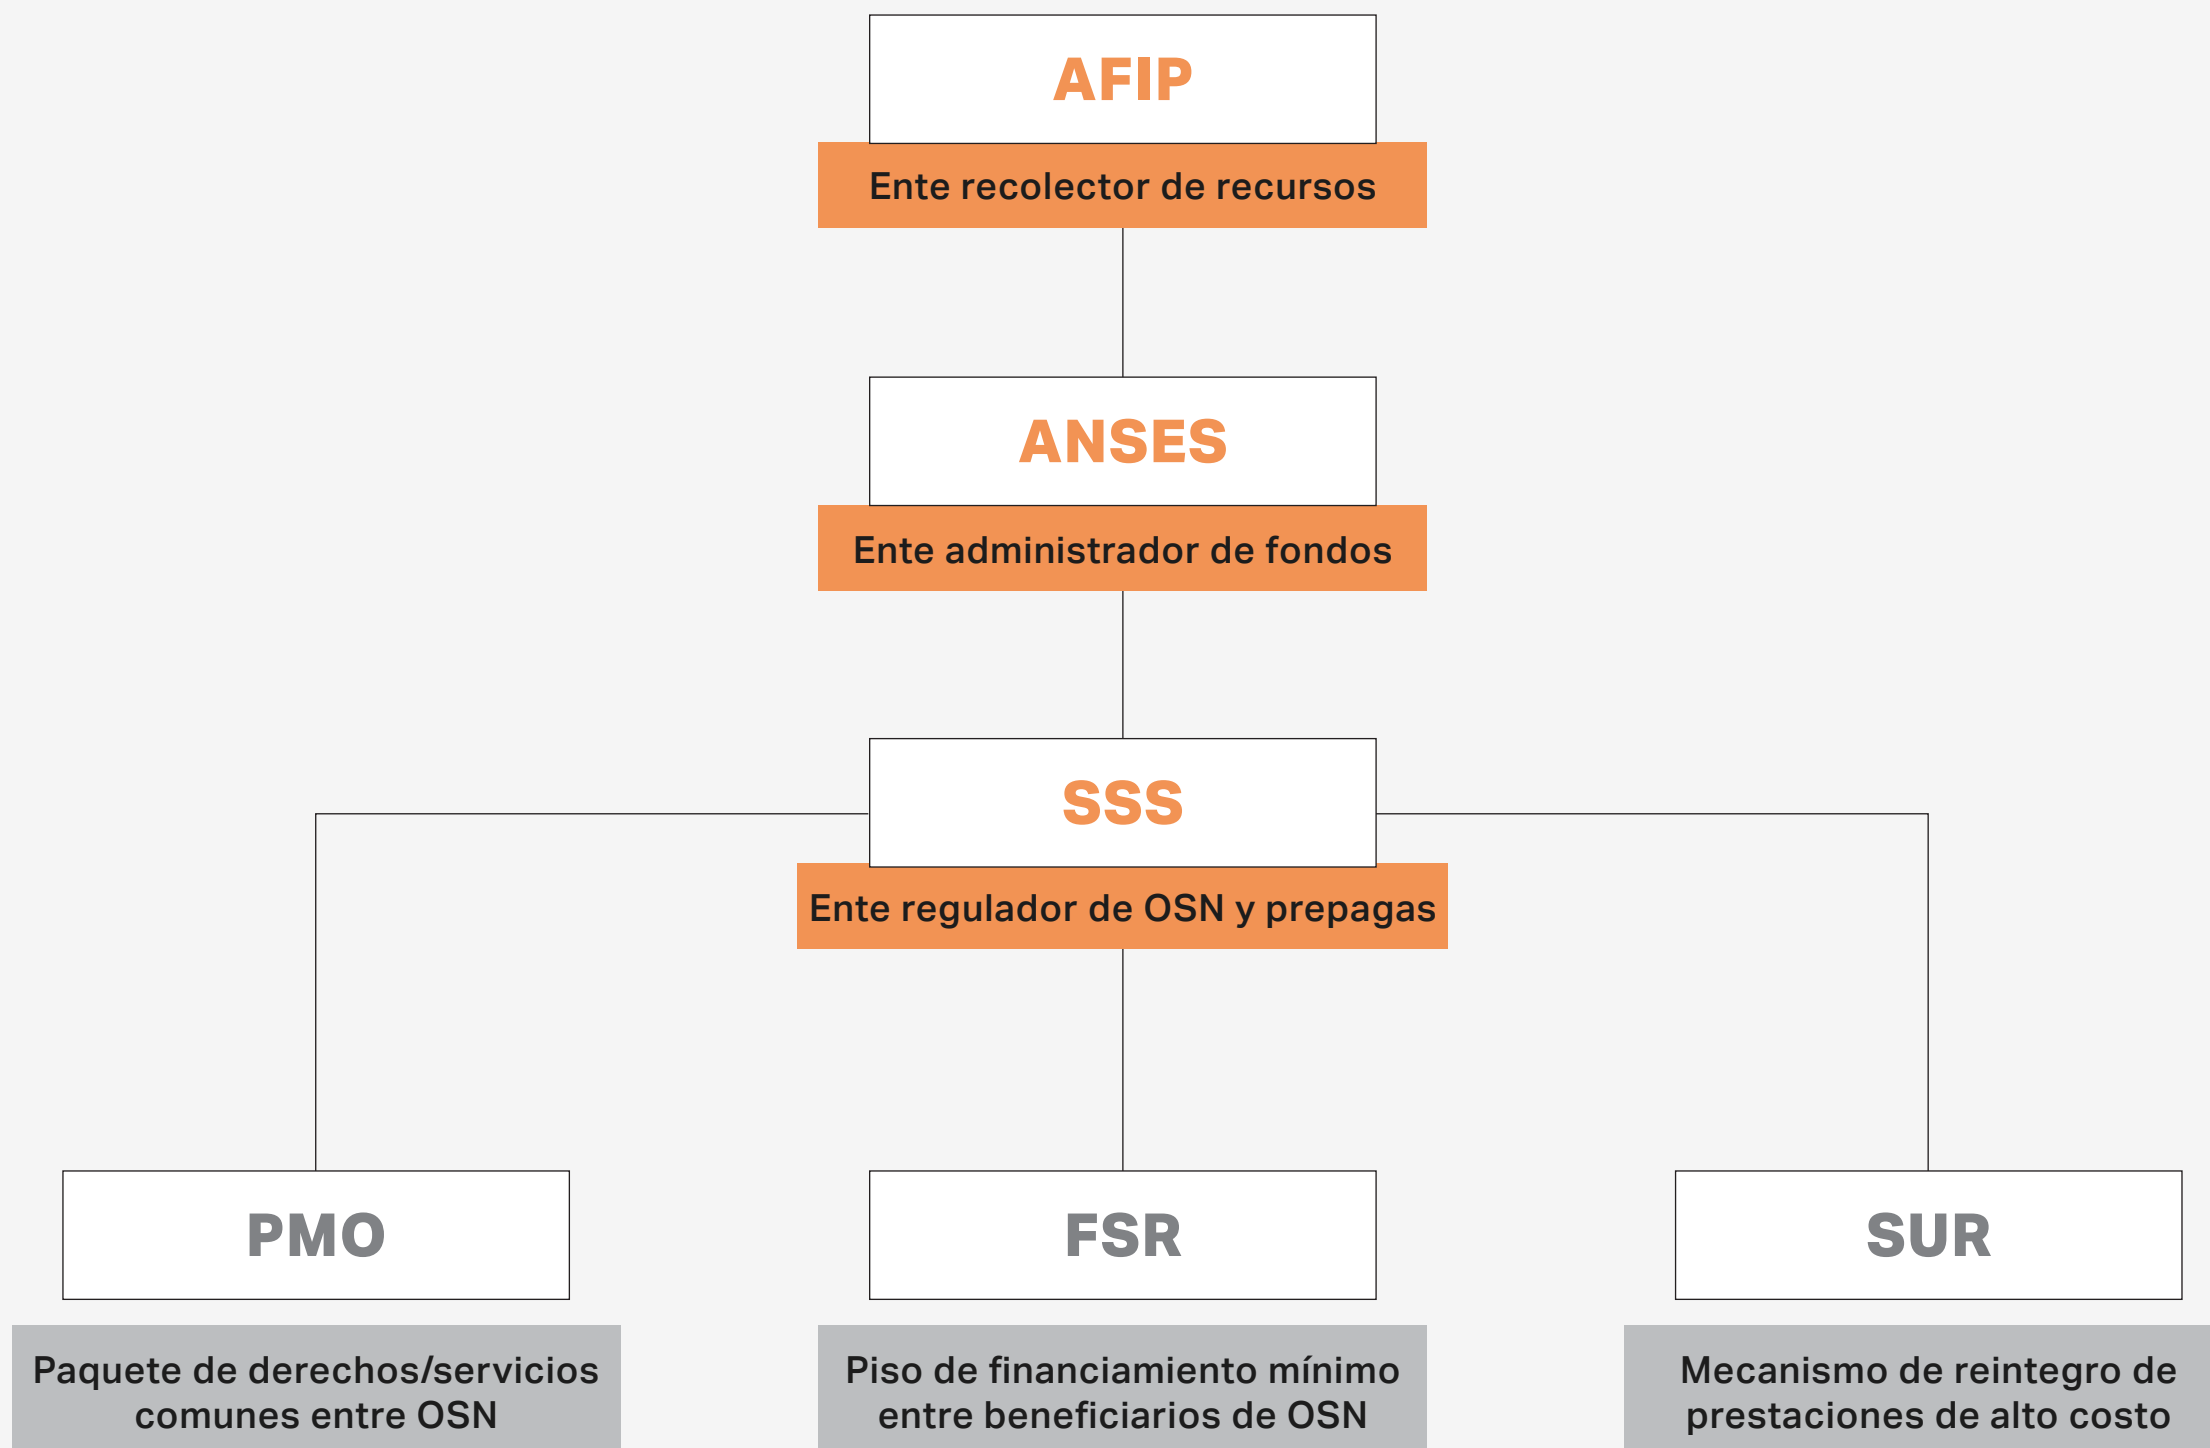 AFIP
Ente recolector de recursos
ANSES
Ente administrador de fondos
SSS
Ente regulador de OSN y prepagas
PMO
Paquete de derechos/servicios
comunes entre OSN
FSR
Piso de financiamiento mínimo
entre beneficiarios de OSN
SUR
Mecanismo de reintegro de
prestaciones de alto costo